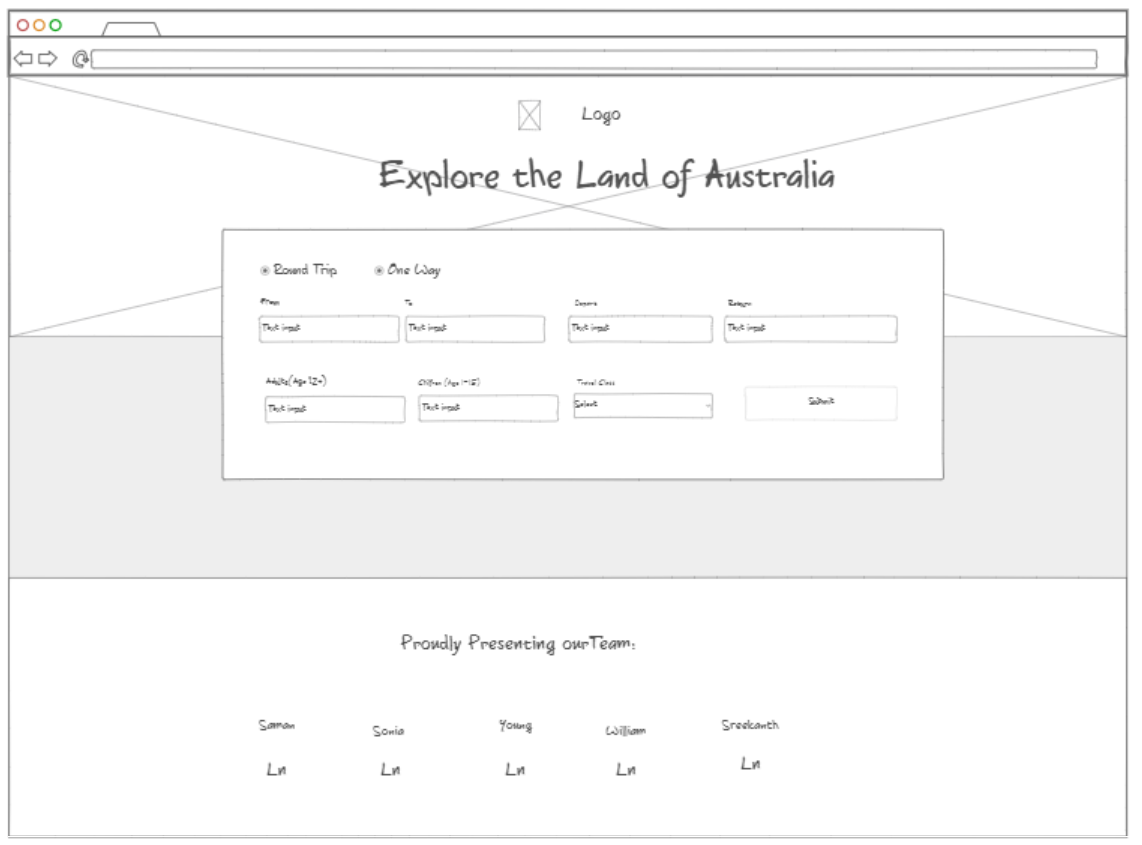 Logo
Explore the Land of Australia
Round Trip One Way
From To Depart Return
Text input Text input Text input Text input
Adults(Age 12+) (Age 1-12) Travel Class
Text input Text input Select Submit
Proudly Presenting ourTeam:
Saman Sonia Young William Sreekanth
Ln Ln Ln Ln Ln